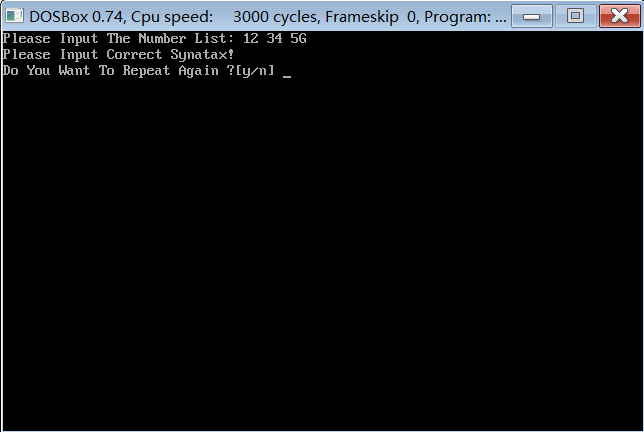 DOSBox 0.74, Cpu speed:    3000 cycles, Frameskip  0, Program: ...
Please Input The Number List: 12 34 5G
Please Input Correct Synatax!
Do You Want To Repeat Again ?[y/n] _